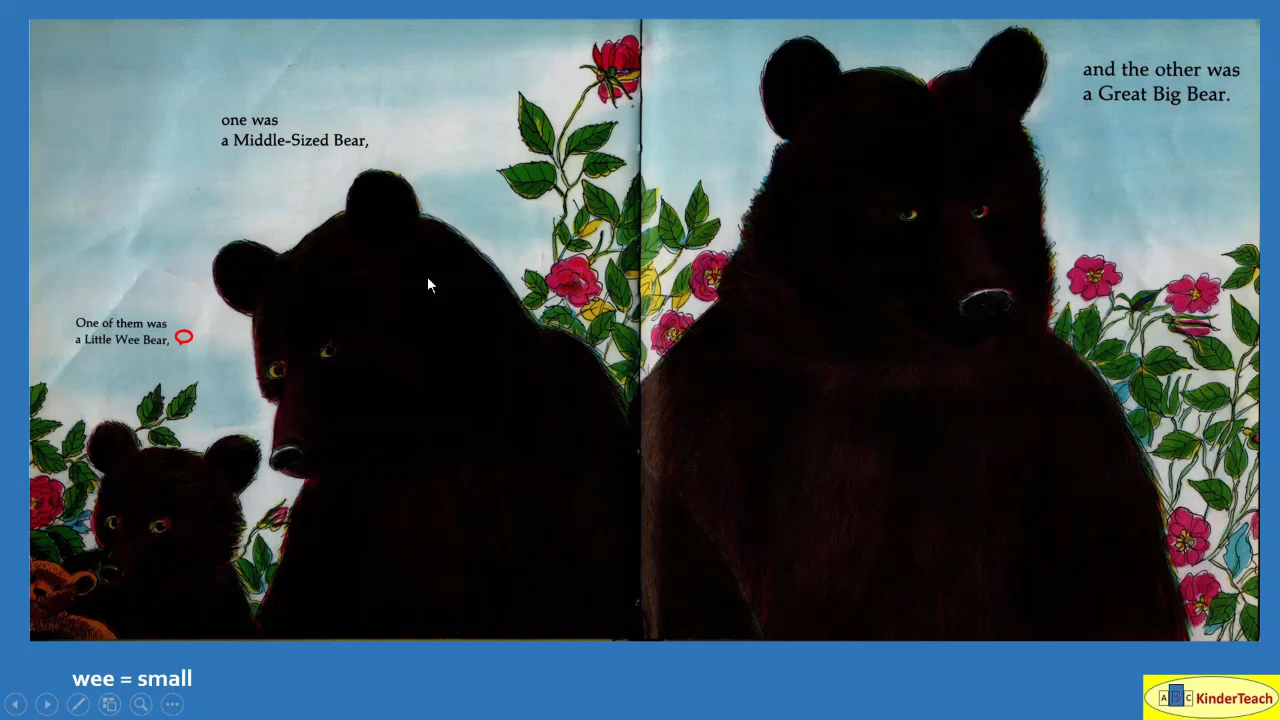 One of them was
a Little Wee Bear,
one was
a Middle-Sized Bear,
and the other was
a Great Big Bear.
wee = small
A B C KinderTeach